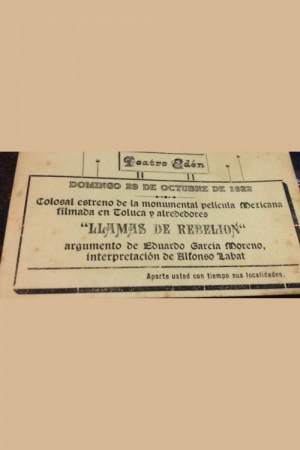 Teatro Edén
DOMINGO 29 DE OCTUBRE DE 1922
Colosal estreno de la monumental película Mexicana
filmada en Toluca y alrededores
"LLAMAS DE REBELION"
argumento de Eduardo García Moreno,
interpretación de Alfonso Labat
Aparte usted con tiempo sus localidades.